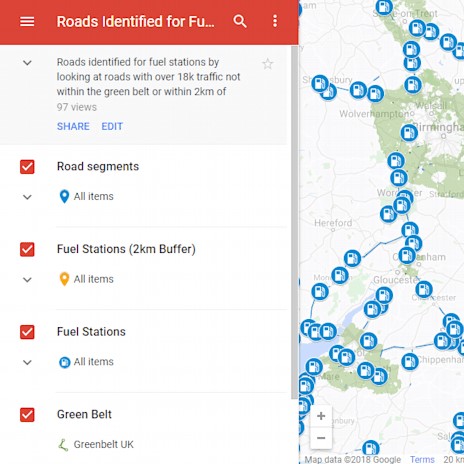 Roads Identified for Fu...
Roads identified for fuel stations by
looking at roads with over 18k traffic not
within the green belt or within 2km of
97 views
SHARE EDIT
Road segments
All items
Fuel Stations (2km Buffer)
All items
Fuel Stations
All items
Green Belt
Greenbelt UK
Wolverhampton
Walsall
Birmingham
Hereford
Monmouth
Gloucester
Cirencester
Chippenham
Map data ©2018 Google Terms 20 k